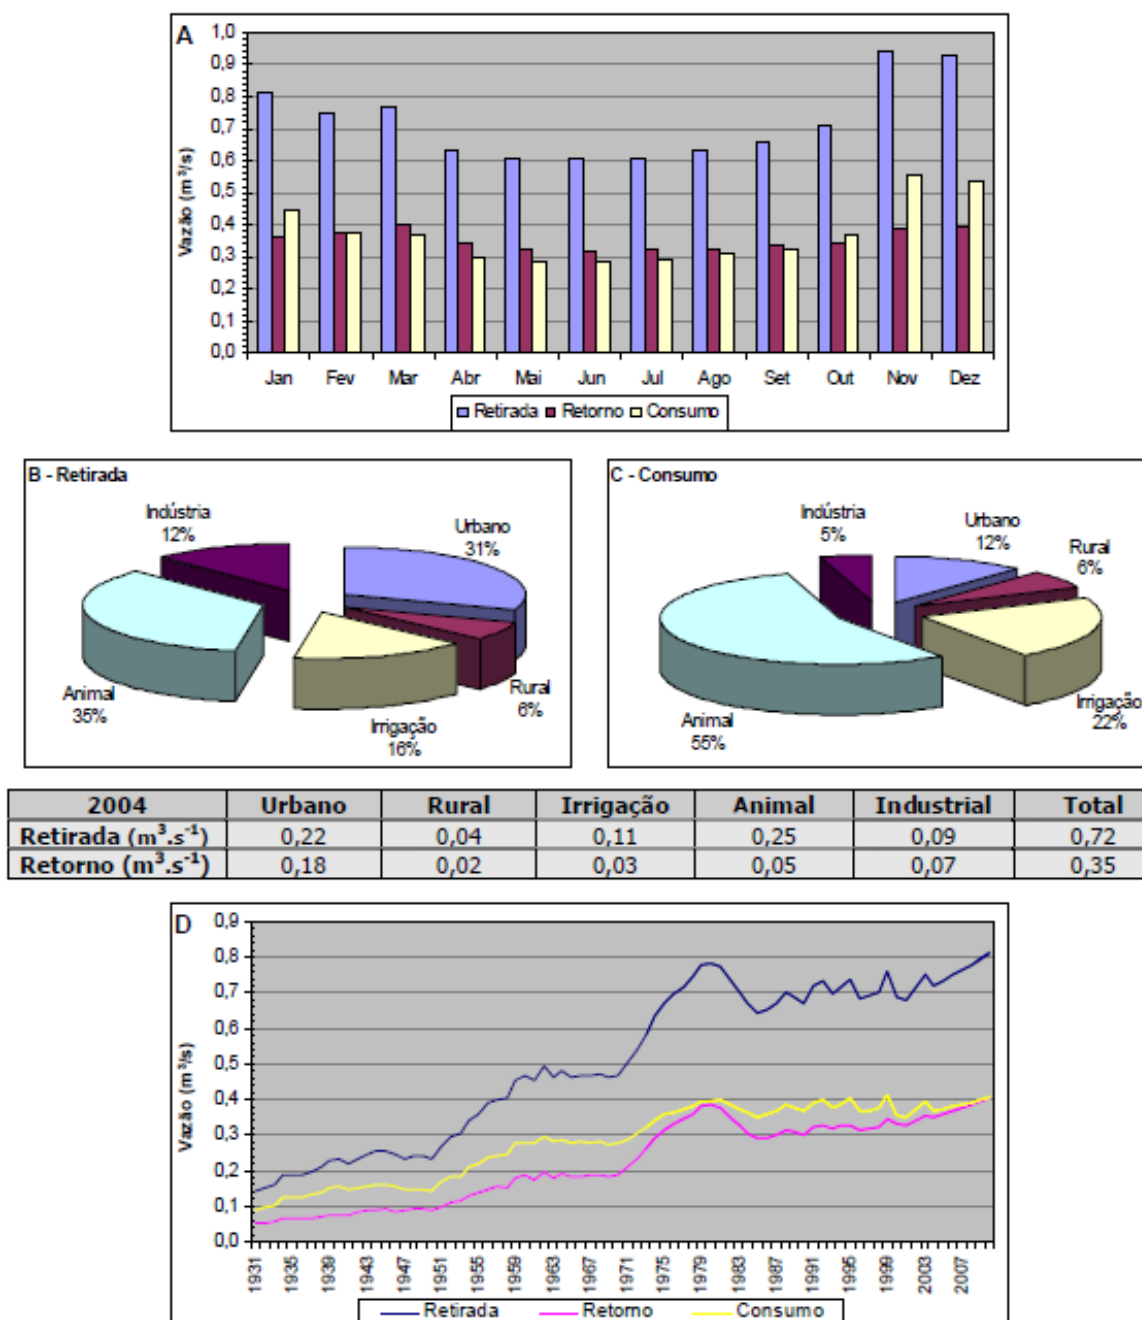 A
1,0
0,9
0,8
0,7
0,6
0,5
0,4
0,3
0,2
0,1
0,0
Vazão (m³/s)
Jan Fev Mar Abr Mai Jun Jul Ago Set Out Nov Dez
Retirada Retorno Consumo
B - Retirada
Indústria
12%
Urbano
31%
Animal
35%
Irrigação
16%
Rural
6%
C - Consumo
Indústria
5%
Urbano
12%
Rural
6%
Animal
55%
Irrigação
22%
2004 Urbano Rural Irrigação Animal Industrial Total
Retirada (m³.s⁻¹) 0,22 0,04 0,11 0,25 0,09 0,72
Retorno (m³.s⁻¹) 0,18 0,02 0,03 0,05 0,07 0,35
D
0,9
0,8
0,7
0,6
0,5
0,4
0,3
0,2
0,1
0,0
Vazão (m³/s)
1931 1935 1939 1943 1947 1951 1955 1959 1963 1967 1971 1975 1979 1983 1987 1991 1995 1999 2003 2007
Retirada Retorno Consumo